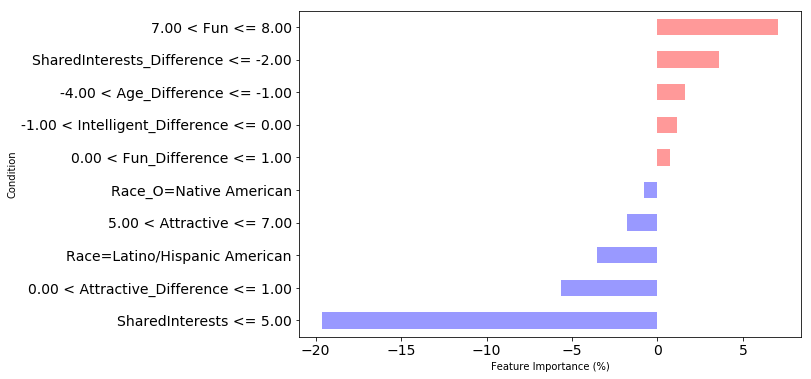 7.00 < Fun <= 8.00
SharedInterests_Difference <= -2.00
-4.00 < Age_Difference <= -1.00
-1.00 < Intelligent_Difference <= 0.00
0.00 < Fun_Difference <= 1.00
Race_O=Native American
5.00 < Attractive <= 7.00
Race=Latino/Hispanic American
0.00 < Attractive_Difference <= 1.00
SharedInterests <= 5.00
Condition
−20 −15 −10 −5 0 5
Feature Importance (%)